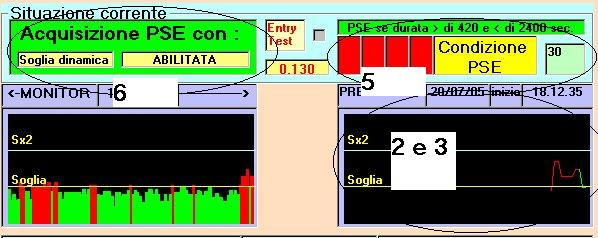 Situazione corrente
Acquisizione PSE con :
Soglia dinamica
ABILITATA
Entry
Test
0.130
PSE se durata > di 420 e < di 2400 sec
Condizione
PSE
30
5
6
<-MONITOR
>
20/07/05
inizio
18.12.35
Sx2
Soglia
Sx2
Soglia
2 e 3